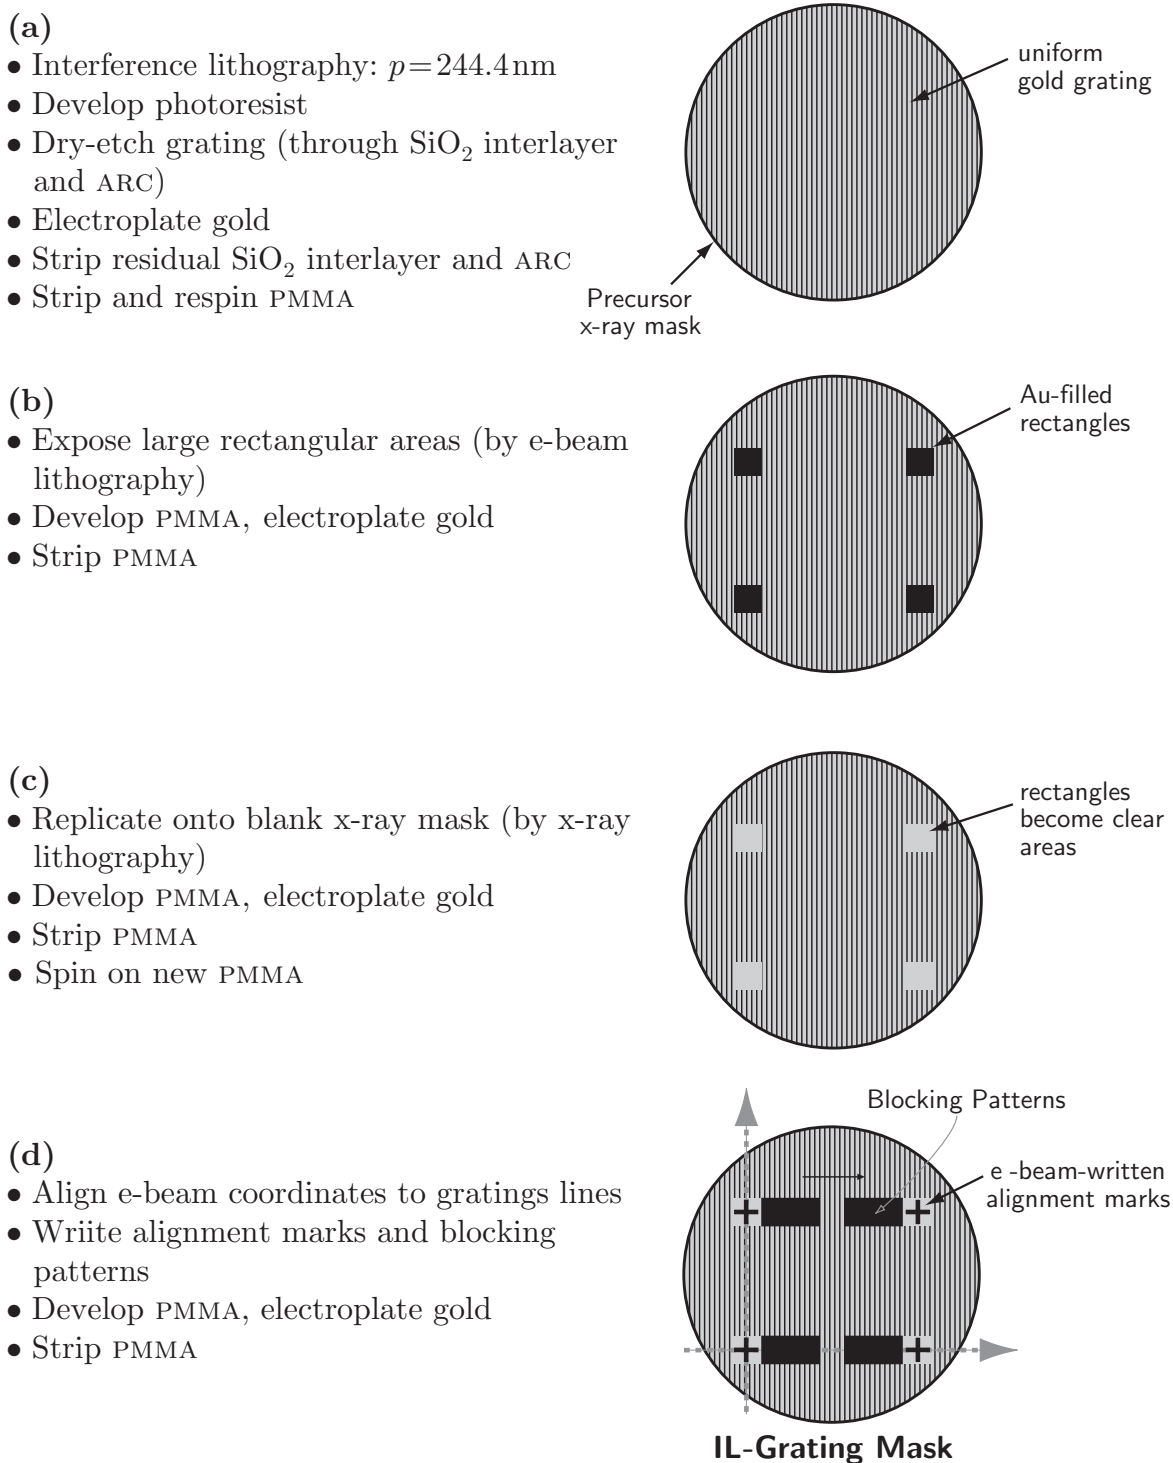 (a)
• Interference lithography: p=244.4nm
• Develop photoresist
• Dry-etch grating (through SiO₂ interlayer
and ARC)
• Electroplate gold
• Strip residual SiO₂ interlayer and ARC
• Strip and respin PMMA
uniform
gold grating
Precursor
x-ray mask
(b)
• Expose large rectangular areas (by e-beam
lithography)
• Develop PMMA, electroplate gold
• Strip PMMA
Au-filled
rectangles
(c)
• Replicate onto blank x-ray mask (by x-ray
lithography)
• Develop PMMA, electroplate gold
• Strip PMMA
• Spin on new PMMA
rectangles
become clear
areas
(d)
• Align e-beam coordinates to gratings lines
• Wriite alignment marks and blocking
patterns
• Develop PMMA, electroplate gold
• Strip PMMA
Blocking Patterns
e -beam-written
alignment marks
IL-Grating Mask